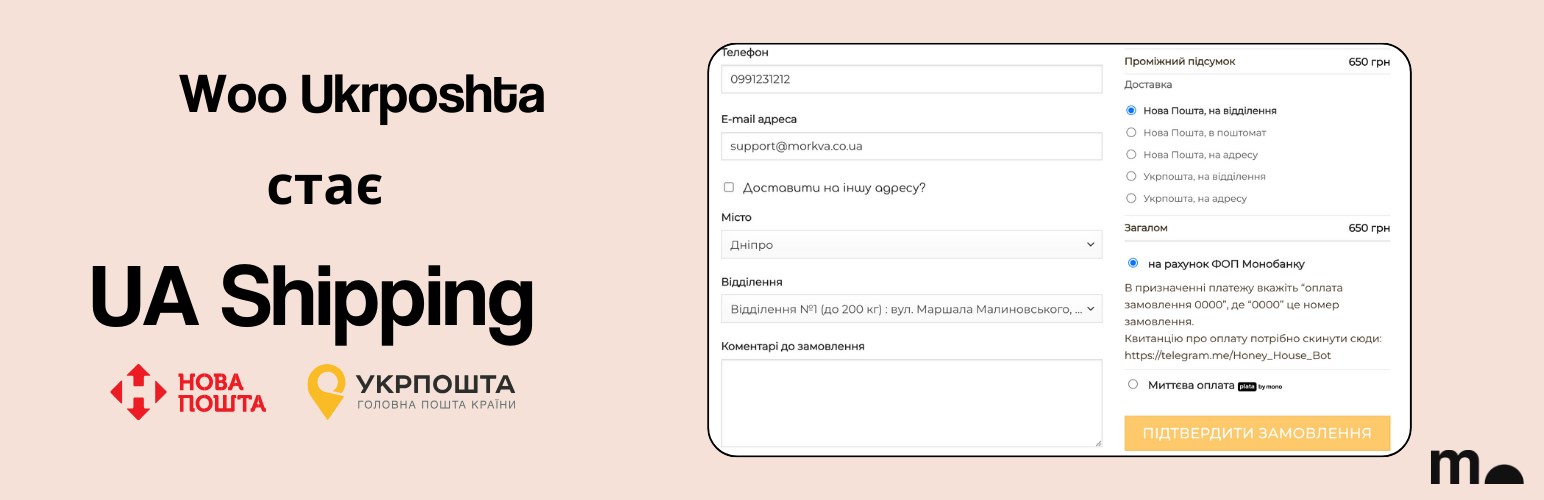 Woo Ukrposhta
стає
UA Shipping
НОВА
ПОШТА
УКРПОШТА
ГОЛОВНА ПОШТА КРАЇНИ
Телефон
0991231212
E-mail адреса
support@morkva.co.ua
Доставити на іншу адресу?
Місто
Дніпро
Відділення
Відділення №1 (до 200 кг) : вул. Маршала Малиновського, ...
Коментарі до замовлення
Проміжний підсумок 650 грн
Доставка
Нова Пошта, на відділення
Нова Пошта, в поштомат
Нова Пошта, на адресу
Укрпошта, на відділення
Укрпошта, на адресу
Загалом 650 грн
на рахунок ФОП Монобанку
В призначенні платежу вкажіть "оплата
замовлення 0000", де "0000" це номер
замовлення.
Квитанцію про оплату потрібно скинути сюди:
https://telegram.me/Honey_House_Bot
Миттєва оплата plata by mono
ПІДТВЕРДИТИ ЗАМОВЛЕННЯ
m